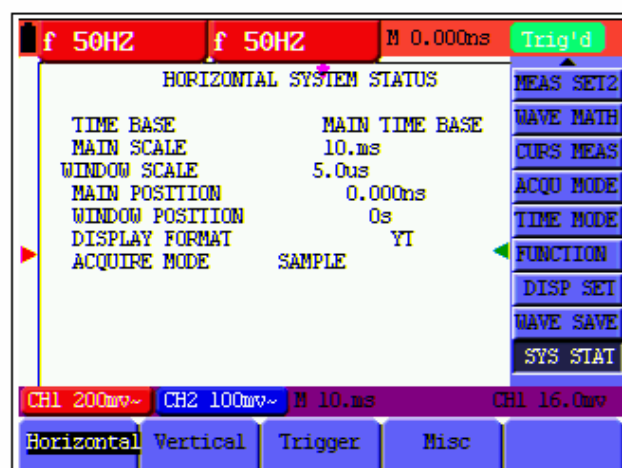 f 50HZ f 50HZ M 0.000ns Trig'd
HORIZONTAL SYSTEM STATUS
TIME BASE MAIN TIME BASE
MAIN SCALE 10.ms
WINDOW SCALE 5.0us
MAIN POSITION 0.000ns
WINDOW POSITION 0s
DISPLAY FORMAT YT
ACQUIRE MODE SAMPLE
MEAS SET2
WAVE MATH
CURS MEAS
ACQU MODE
TIME MODE
FUNCTION
DISP SET
WAVE SAVE
SYS STAT
CH1 200mv~ CH2 100mv~ M 10.ms CH1 16.0mv
Horizontal Vertical Trigger Misc